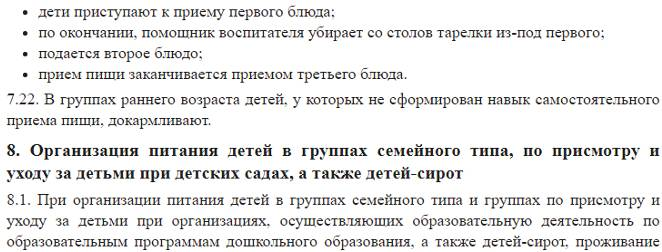 • дети приступают к приему первого блюда;
• по окончании, помощник воспитателя убирает со столов тарелки из-под первого;
• подается второе блюдо;
• прием пищи заканчивается приемом третьего блюда.
7.22. В группах раннего возраста детей, у которых не сформирован навык самостоятельного
приема пищи, докармливают.
8. Организация питания детей в группах семейного типа, по присмотру и
уходу за детьми при детских садах, а также детей-сирот
8.1. При организации питания детей в группах семейного типа и группах по присмотру и
уходу за детьми при организациях, осуществляющих образовательную деятельность по
образовательным программам дошкольного образования, а также детей-сирот, проживание